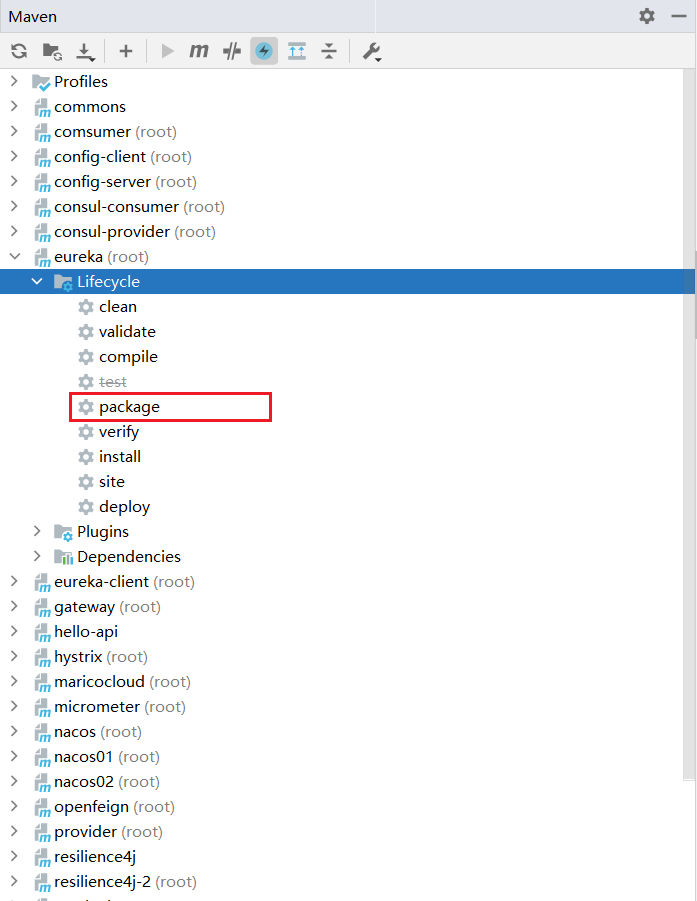 Maven
Profiles
commons
comsumer (root)
config-client (root)
config-server (root)
consul-consumer (root)
consul-provider (root)
eureka (root)
Lifecycle
clean
validate
compile
test
package
verify
install
site
deploy
Plugins
Dependencies
eureka-client (root)
gateway (root)
hello-api
hystrix (root)
maricocloud (root)
micrometer (root)
nacos (root)
nacos01 (root)
nacos02 (root)
openfeign (root)
provider (root)
resilience4j
resilience4j-2 (root)